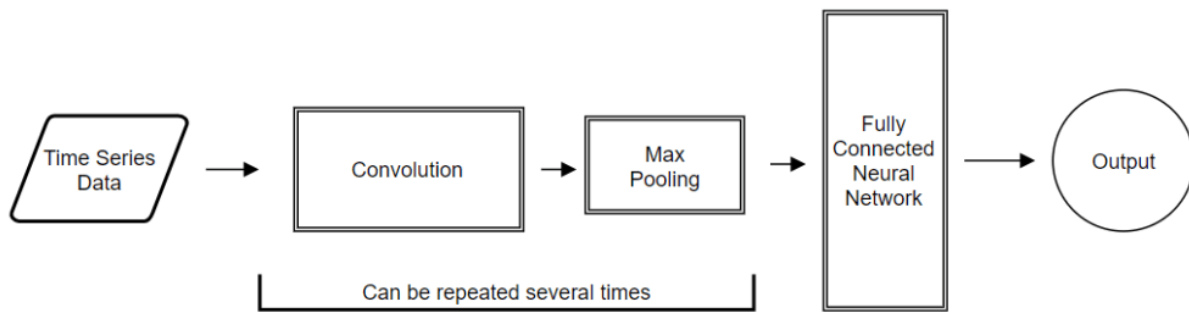 Time Series
Data
Convolution
Max
Pooling
Fully
Connected
Neural
Network
Output
Can be repeated several times